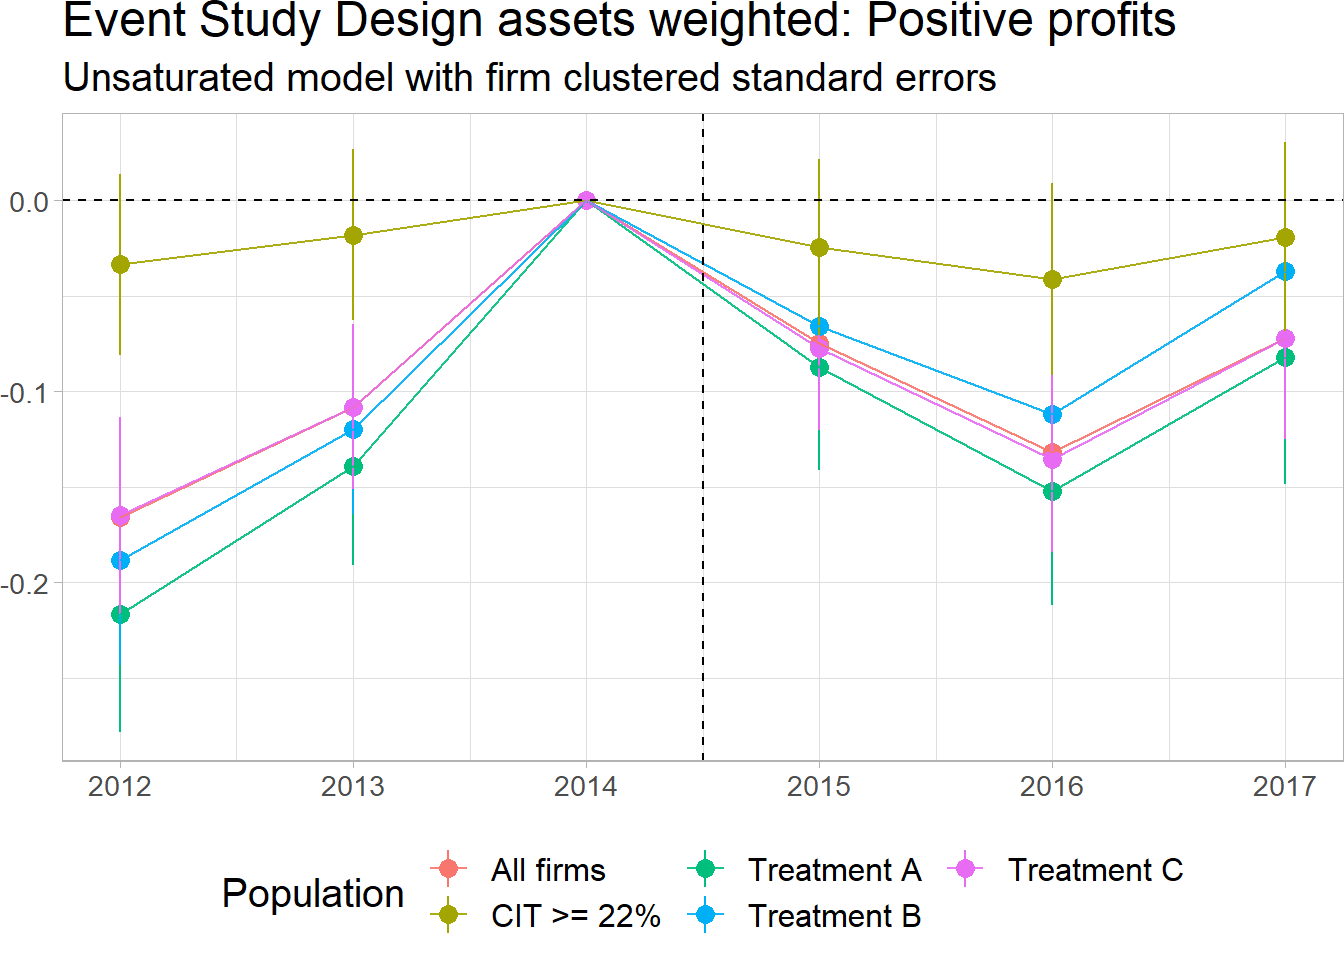 Event Study Design assets weighted: Positive profits
Unsaturated model with firm clustered standard errors
0.0
-0.1
-0.2
2012 2013 2014 2015 2016 2017
Population
All firms Treatment A Treatment C
CIT >= 22% Treatment B